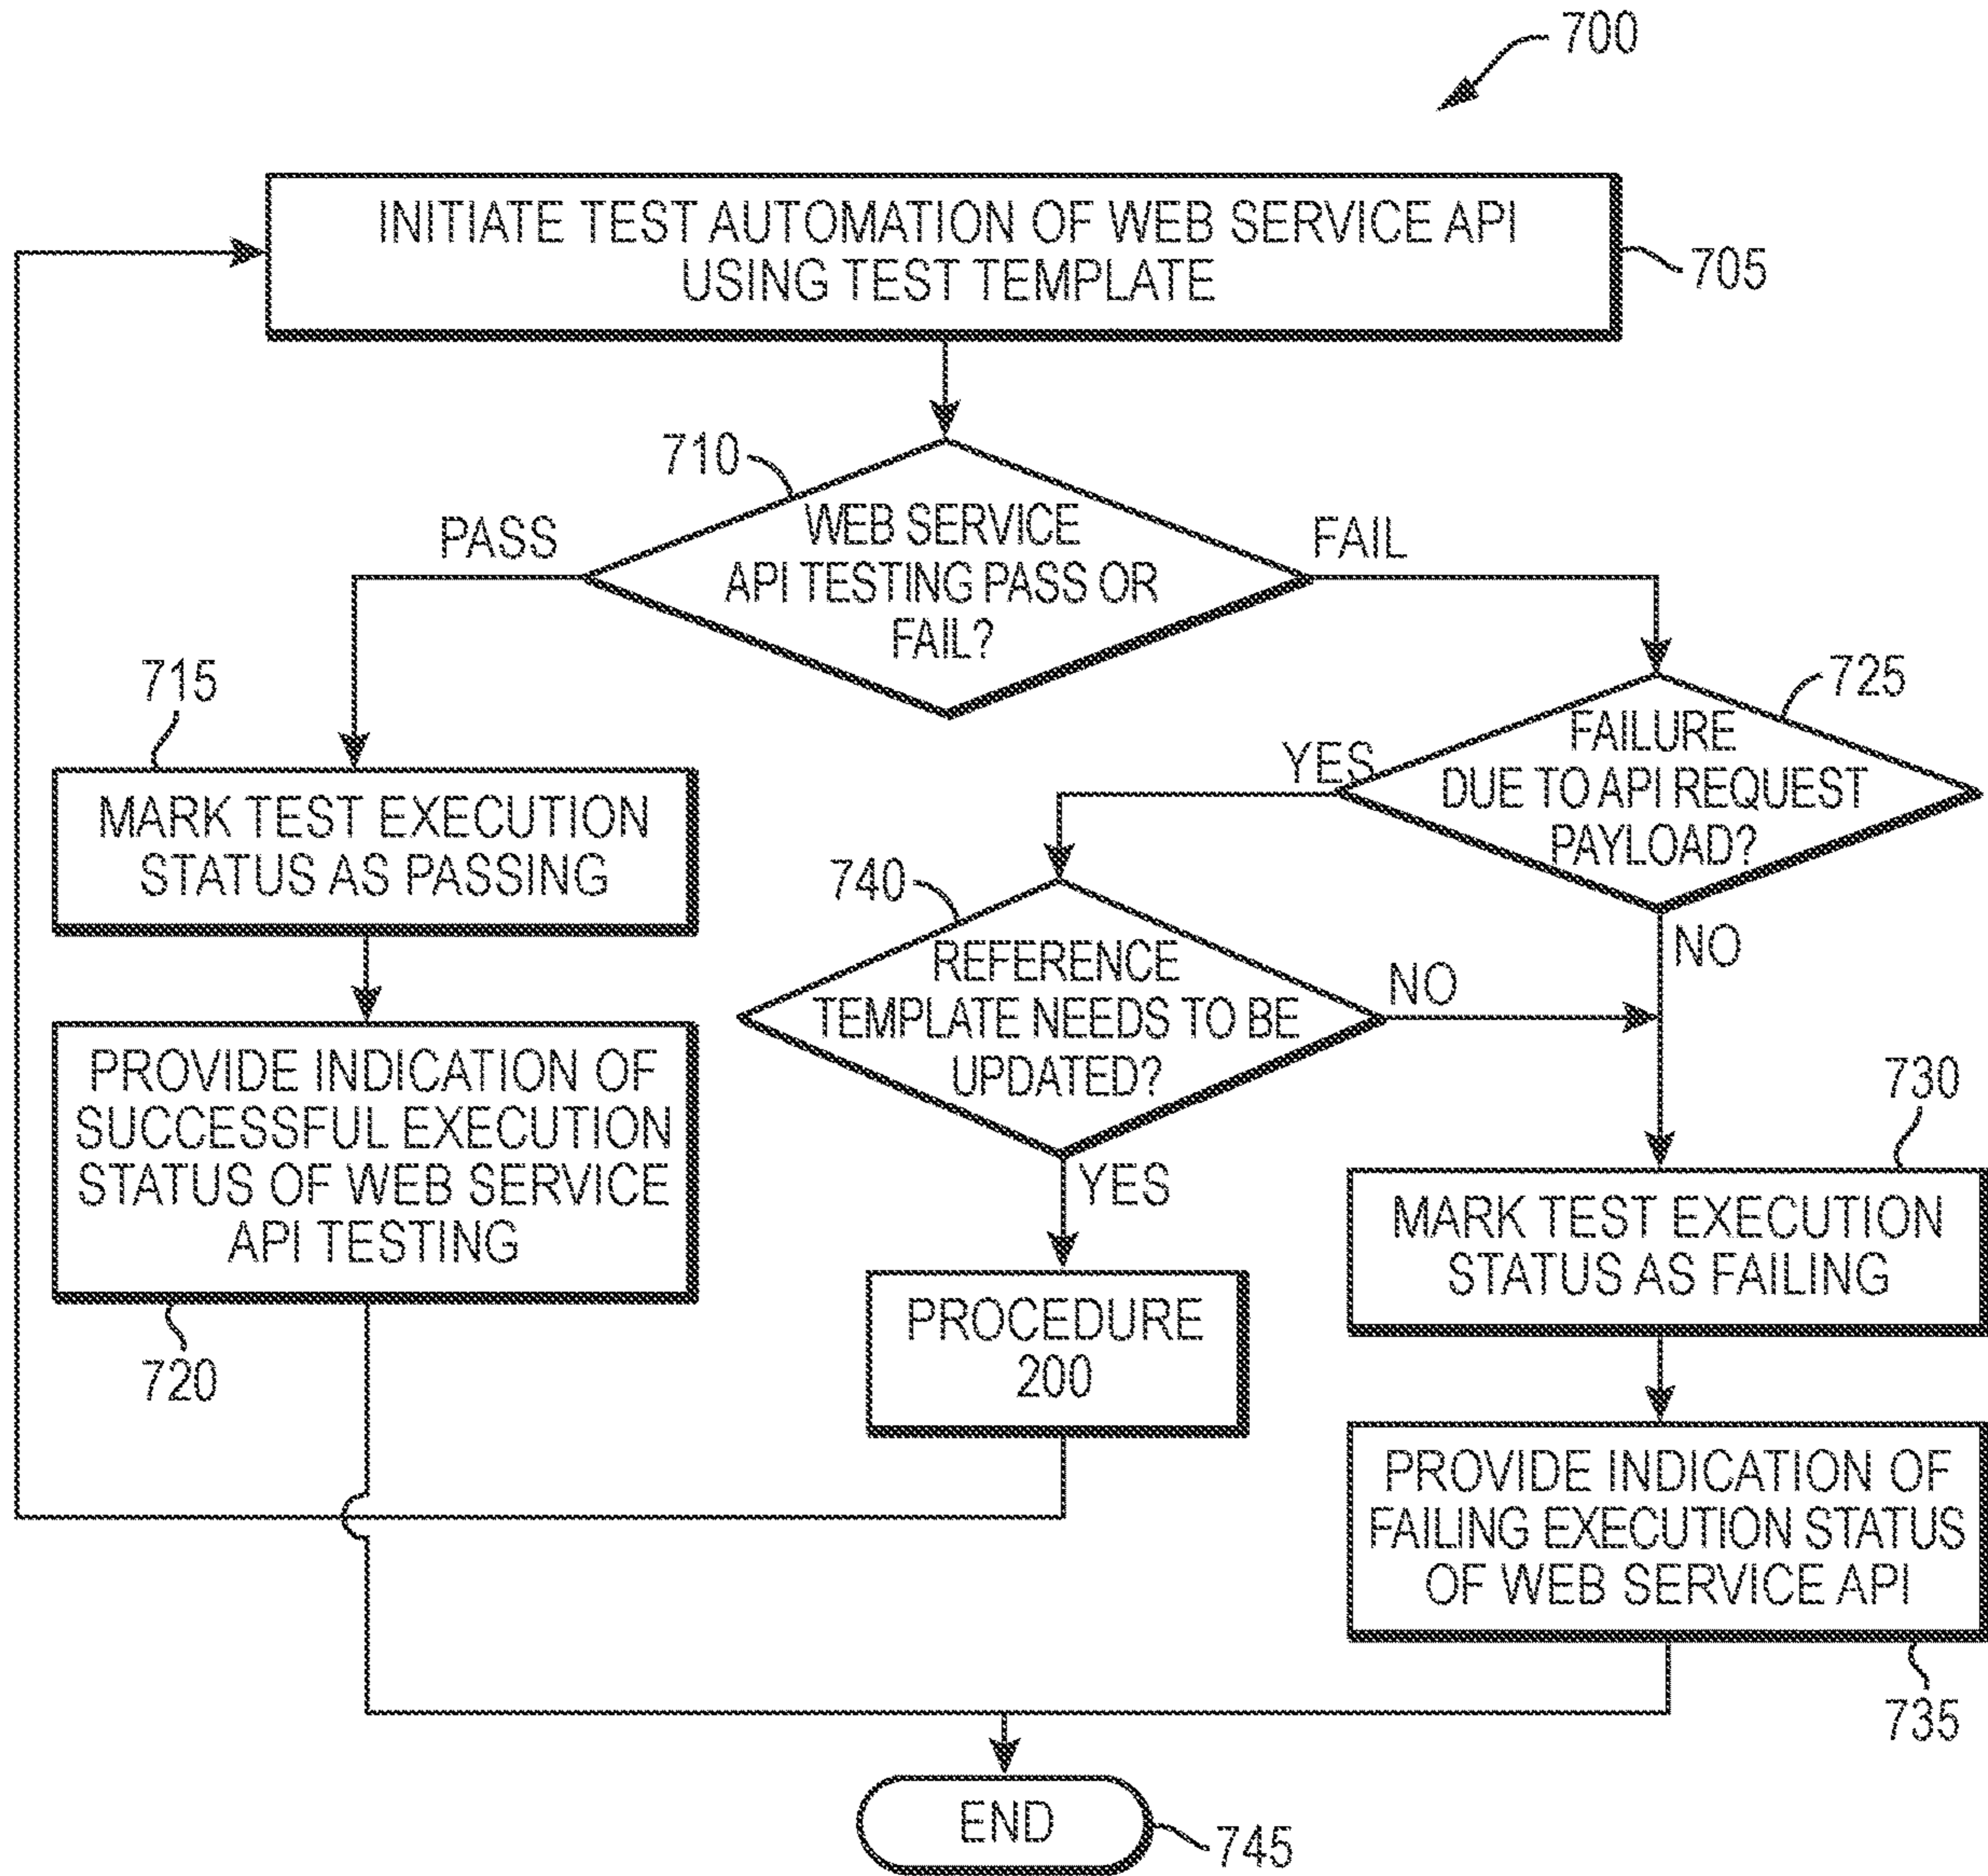 700
INITIATE TEST AUTOMATION OF WEB SERVICE API
USING TEST TEMPLATE
705
710
WEB SERVICE
API TESTING PASS OR
FAIL?
PASS
FAIL
715
MARK TEST EXECUTION
STATUS AS PASSING
725
FAILURE
DUE TO API REQUEST
PAYLOAD?
YES
NO
740
REFERENCE
TEMPLATE NEEDS TO BE
UPDATED?
NO
YES
PROVIDE INDICATION OF
SUCCESSFUL EXECUTION
STATUS OF WEB SERVICE
API TESTING
720
PROCEDURE
200
730
MARK TEST EXECUTION
STATUS AS FAILING
PROVIDE INDICATION OF
FAILING EXECUTION STATUS
OF WEB SERVICE API
735
END
745